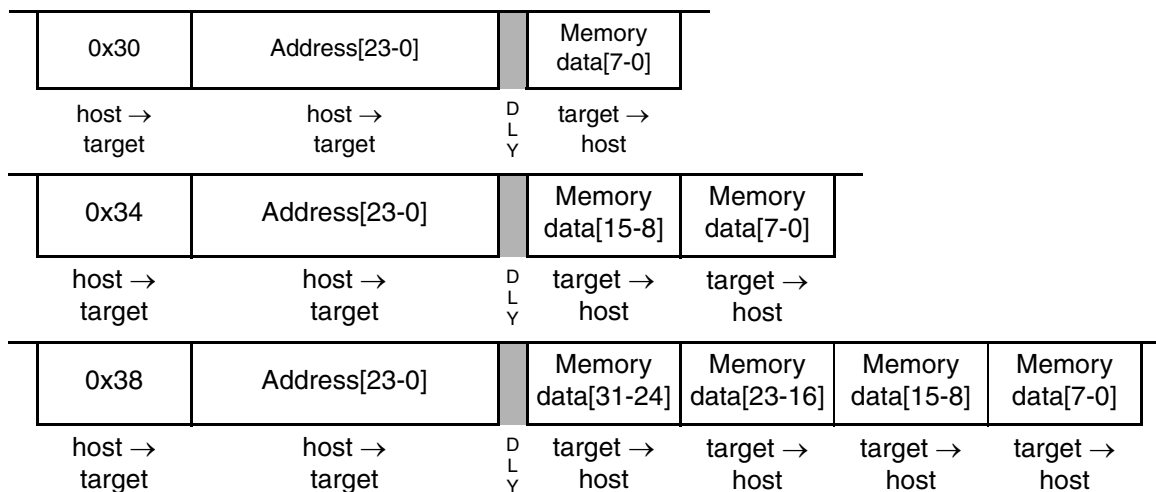 0x30 Address[23-0] Memory
data[7-0]
host → host → D target →
target target L host
Y
0x34 Address[23-0] Memory Memory
data[15-8] data[7-0]
host → host → D target → target →
target target L host host
Y
0x38 Address[23-0] Memory Memory Memory Memory
data[31-24] data[23-16] data[15-8] data[7-0]
host → host → D target → target → target → target →
target target L host host host host
Y